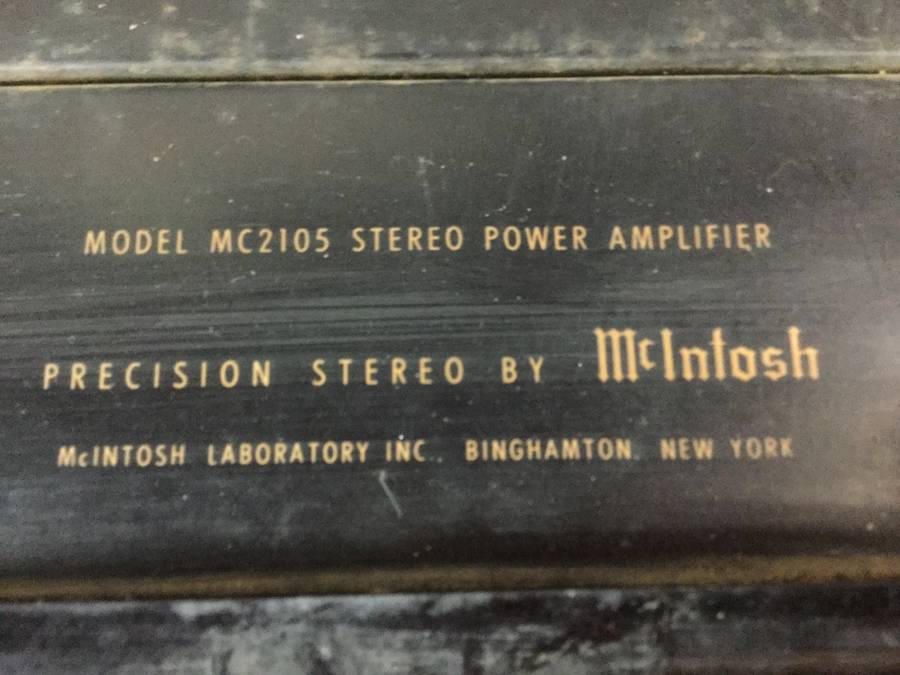 MODEL MC2105 STEREO POWER AMPLIFIER
PRECISION STEREO BY McIntosh
McINTOSH LABORATORY INC. BINGHAMTON, NEW YORK